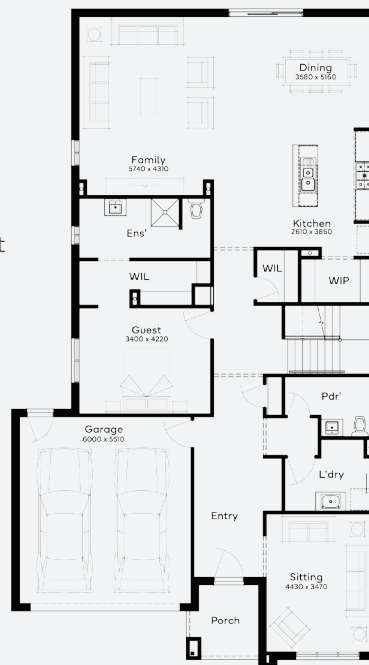 Dining
3580 x 5160
Family
5740 x 4310
Kitchen
2610 x 3860
Ens'
t
WIL
WIL
WIP
Guest
3400 x 4220
Pdr'
Garage
6000 x 5510
L'dry
Entry
Sitting
4430 x 3470
Porch